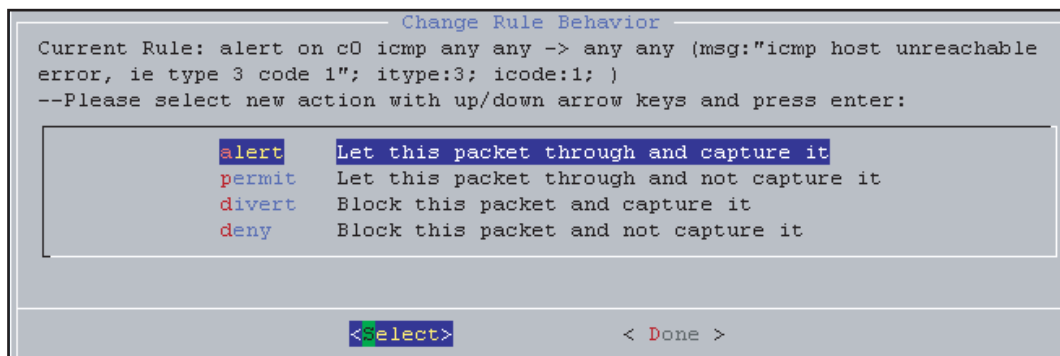 Change Rule Behavior
Current Rule: alert on c0 icmp any any -> any any (msg:"icmp host unreachable
error, ie type 3 code 1"; itype:3; icode:1; )
--Please select new action with up/down arrow keys and press enter:
alert Let this packet through and capture it
permit Let this packet through and not capture it
divert Block this packet and capture it
deny Block this packet and not capture it
<Select> < Done >